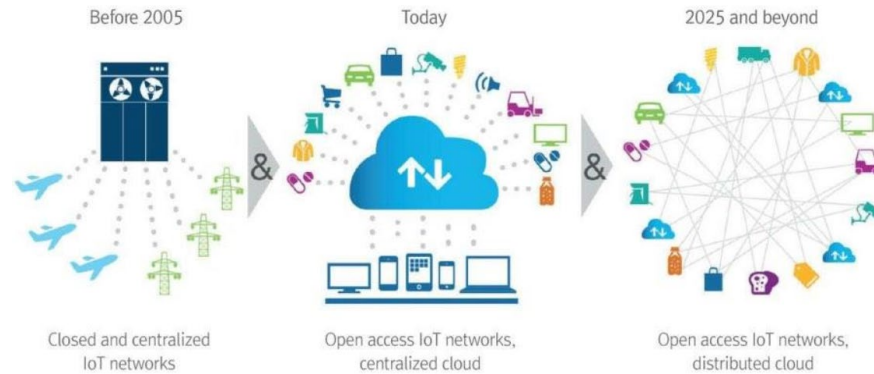 Before 2005
Today
2025 and beyond
&
&
Closed and centralized
IoT networks
Open access IoT networks,
centralized cloud
Open access IoT networks,
distributed cloud